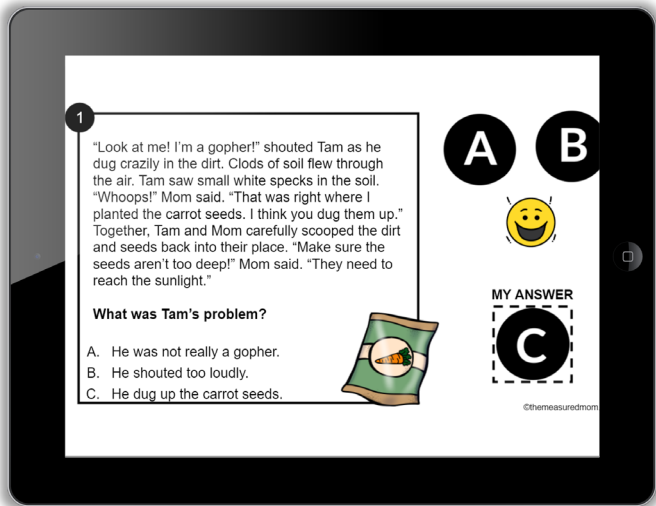 1
“Look at me! I’m a gopher!” shouted Tam as he
dug crazily in the dirt. Clods of soil flew through
the air. Tam saw small white specks in the soil.
“Whoops!” Mom said. “That was right where I
planted the carrot seeds. I think you dug them up.”
Together, Tam and Mom carefully scooped the dirt
and seeds back into their place. “Make sure the
seeds aren’t too deep!” Mom said. “They need to
reach the sunlight.”
What was Tam’s problem?
A. He was not really a gopher.
B. He shouted too loudly.
C. He dug up the carrot seeds.
A B
MY ANSWER
C
©themeasuredmom